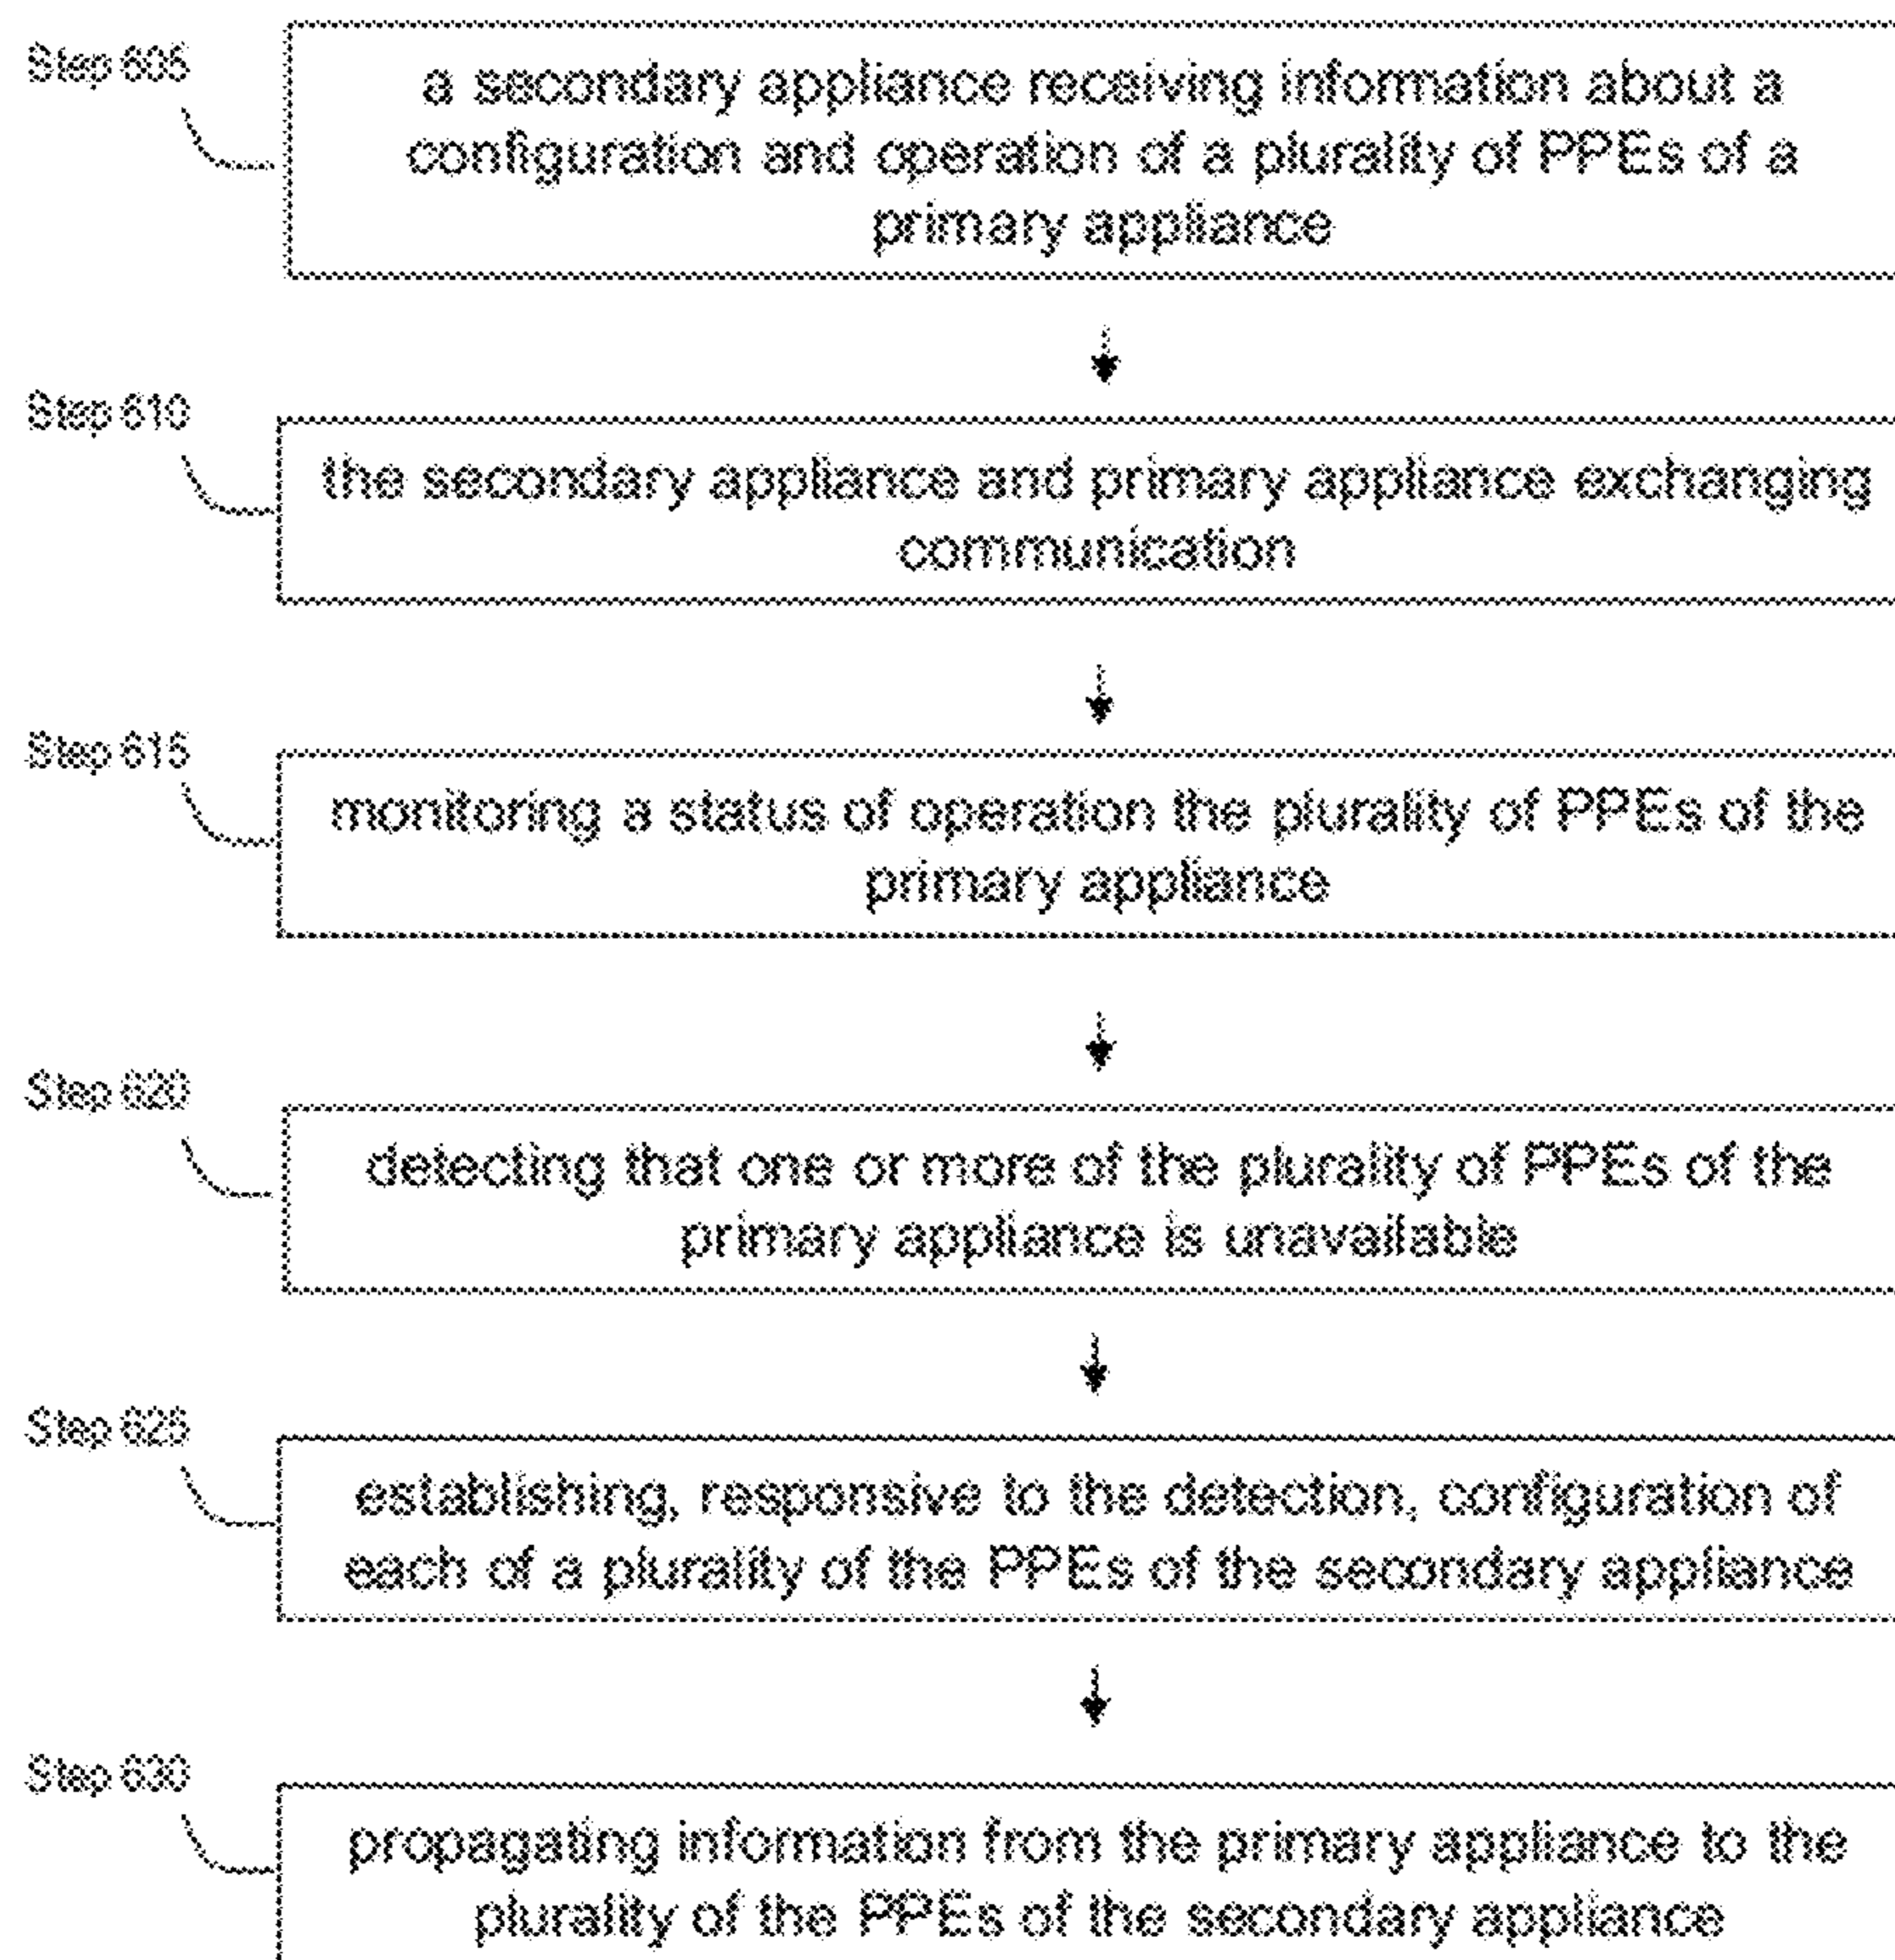 Step 605
a secondary appliance receiving information about a
configuration and operation of a plurality of PPEs of a
primary appliance
Step 610
the secondary appliance and primary appliance exchanging
communication
Step 615
monitoring a status of operation the plurality of PPEs of the
primary appliance
Step 620
detecting that one or more of the plurality of PPEs of the
primary appliance is unavailable
Step 625
establishing, responsive to the detection, configuration of
each of a plurality of the PPEs of the secondary appliance
Step 630
propagating information from the primary appliance to the
plurality of the PPEs of the secondary appliance